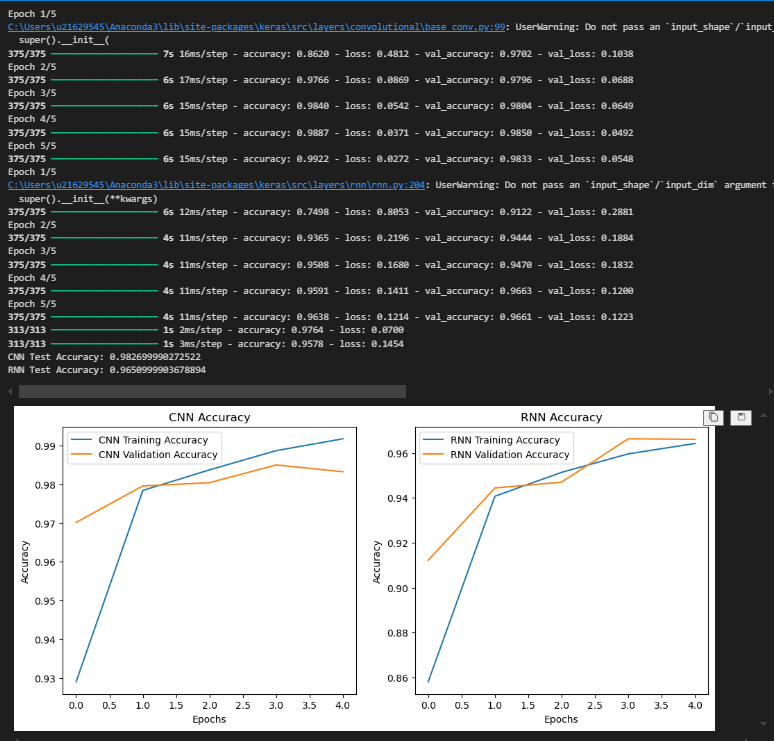 Epoch 1/5
C:\Users\u21629545\Anaconda3\lib\site-packages\keras\src\layers\convolutional\base_conv.py:99: UserWarning: Do not pass an `input_shape`/`input_
super().__init__(
375/375 7s 16ms/step - accuracy: 0.8620 - loss: 0.4812 - val_accuracy: 0.9702 - val_loss: 0.1038
Epoch 2/5
375/375 6s 17ms/step - accuracy: 0.9766 - loss: 0.0869 - val_accuracy: 0.9796 - val_loss: 0.0688
Epoch 3/5
375/375 6s 15ms/step - accuracy: 0.9840 - loss: 0.0542 - val_accuracy: 0.9804 - val_loss: 0.0649
Epoch 4/5
375/375 6s 15ms/step - accuracy: 0.9887 - loss: 0.0371 - val_accuracy: 0.9850 - val_loss: 0.0492
Epoch 5/5
375/375 6s 15ms/step - accuracy: 0.9922 - loss: 0.0272 - val_accuracy: 0.9833 - val_loss: 0.0548
Epoch 1/5
C:\Users\u21629545\Anaconda3\lib\site-packages\keras\src\layers\rnn\rnn.py:204: UserWarning: Do not pass an `input_shape`/`input_dim` argument
super().__init__(**kwargs)
375/375 6s 12ms/step - accuracy: 0.7498 - loss: 0.8053 - val_accuracy: 0.9122 - val_loss: 0.2881
Epoch 2/5
375/375 4s 11ms/step - accuracy: 0.9365 - loss: 0.2196 - val_accuracy: 0.9444 - val_loss: 0.1884
Epoch 3/5
375/375 4s 11ms/step - accuracy: 0.9508 - loss: 0.1680 - val_accuracy: 0.9470 - val_loss: 0.1832
Epoch 4/5
375/375 4s 11ms/step - accuracy: 0.9591 - loss: 0.1411 - val_accuracy: 0.9663 - val_loss: 0.1200
Epoch 5/5
375/375 4s 11ms/step - accuracy: 0.9638 - loss: 0.1214 - val_accuracy: 0.9661 - val_loss: 0.1223
313/313 1s 2ms/step - accuracy: 0.9764 - loss: 0.0700
313/313 1s 3ms/step - accuracy: 0.9578 - loss: 0.1454
CNN Test Accuracy: 0.982699990272522
RNN Test Accuracy: 0.9650999903678894
CNN Accuracy
CNN Training Accuracy
CNN Validation Accuracy
0.99
0.98
0.97
0.96
0.95
0.94
0.93
Accuracy
0.0 0.5 1.0 1.5 2.0 2.5 3.0 3.5 4.0
Epochs
RNN Accuracy
RNN Training Accuracy
RNN Validation Accuracy
0.96
0.94
0.92
0.90
0.88
0.86
Accuracy
0.0 0.5 1.0 1.5 2.0 2.5 3.0 3.5 4.0
Epochs